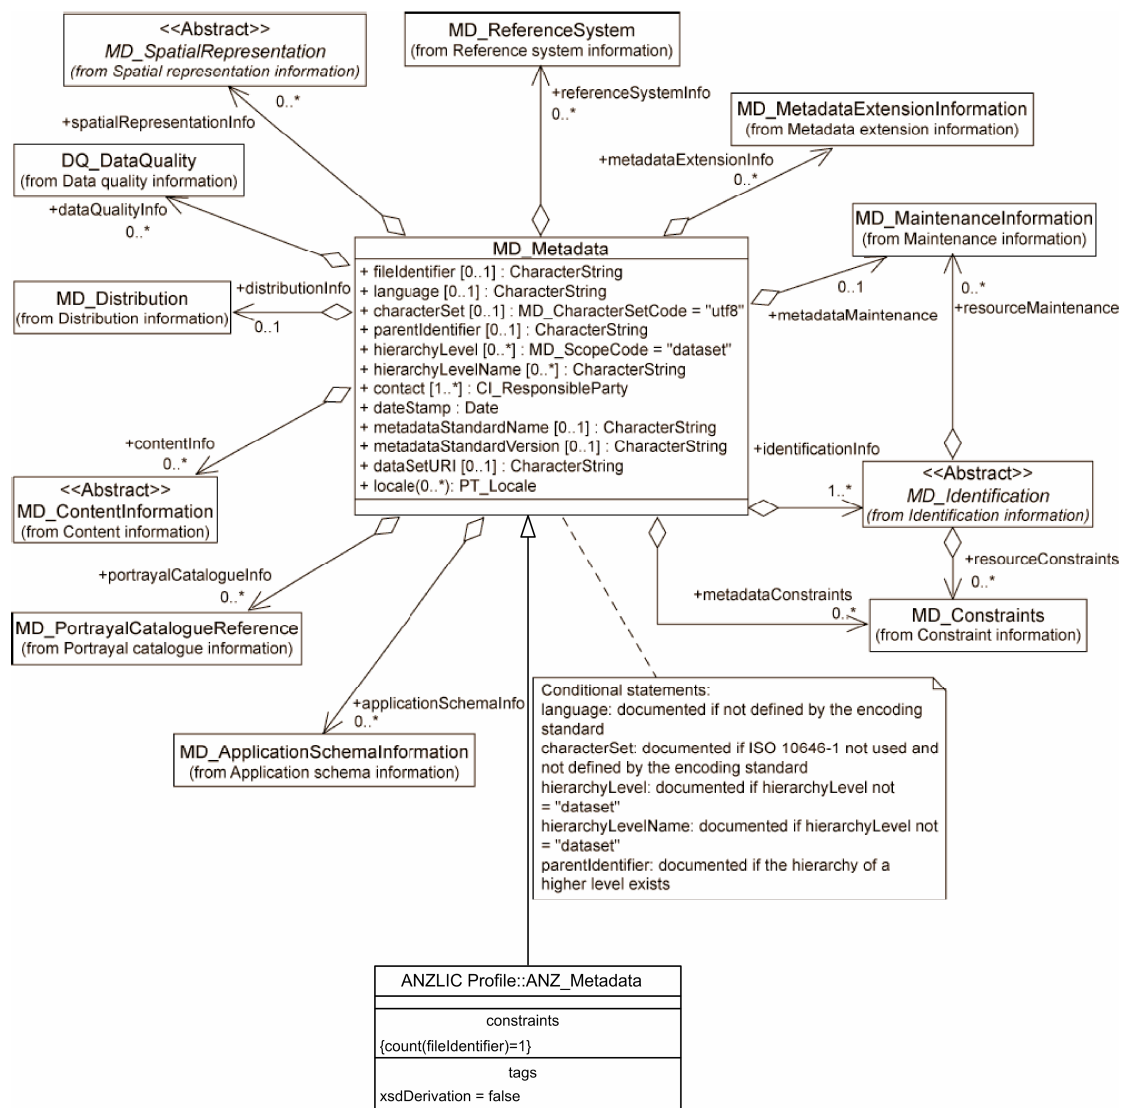 <<Abstract>>
MD_SpatialRepresentation
(from Spatial representation information)
0..*
+spatialRepresentationInfo
MD_ReferenceSystem
(from Reference system information)
+referenceSystemInfo
0..*
MD_MetadataExtensionInformation
(from Metadata extension information)
+metadataExtensionInfo
0..*
DQ_DataQuality
(from Data quality information)
+dataQualityInfo
0..*
MD_MaintenanceInformation
(from Maintenance information)
0..1
+metadataMaintenance
0..*
+resourceMaintenance
MD_Distribution
(from Distribution information)
+distributionInfo
0..1
MD_Metadada
+ fileIdentifier [0..1] : CharacterString
+ language [0..1] : CharacterString
+ characterSet [0..1] : MD_CharacterSetCode = "utf8"
+ parentIdentifier [0..1] : CharacterString
+ hierarchyLevel [0..*] : MD_ScopeCode = "dataset"
+ hierarchyLevelName [0..*] : CharacterString
+ contact [1..*] : CI_ResponsibleParty
+ dateStamp : Date
+ metadataStandardName [0..1] : CharacterString
+ metadataStandardVersion [0..1] : CharacterString
+ dataSetURI [0..1] : CharacterString
+ locale(0..*): PT_Locale
+contentInfo
0..*
<<Abstract>>
MD_ContentInformation
(from Content information)
+identificationInfo
1..*
<<Abstract>>
MD_Identification
(from Identification information)
+resourceConstraints
0..*
+metadataConstraints
0..*
MD_Constraints
(from Constraint information)
+portrayalCatalogueInfo
0..*
MD_PortrayalCatalogueReference
(from Portrayal catalogue information)
+applicationSchemaInfo
0..*
MD_ApplicationSchemaInformation
(from Application schema information)
Conditional statements:
language: documented if not defined by the encoding
standard
characterSet: documented if ISO 10646-1 not used and
not defined by the encoding standard
hierarchyLevel: documented if hierarchyLevel not
= "dataset"
hierarchyLevelName: documented if hierarchyLevel not
= "dataset"
parentIdentifier: documented if the hierarchy of a
higher level exists
ANZLIC Profile::ANZ_Metadata
constraints
{count(fileIdentifier)=1}
tags
xsdDerivation = false